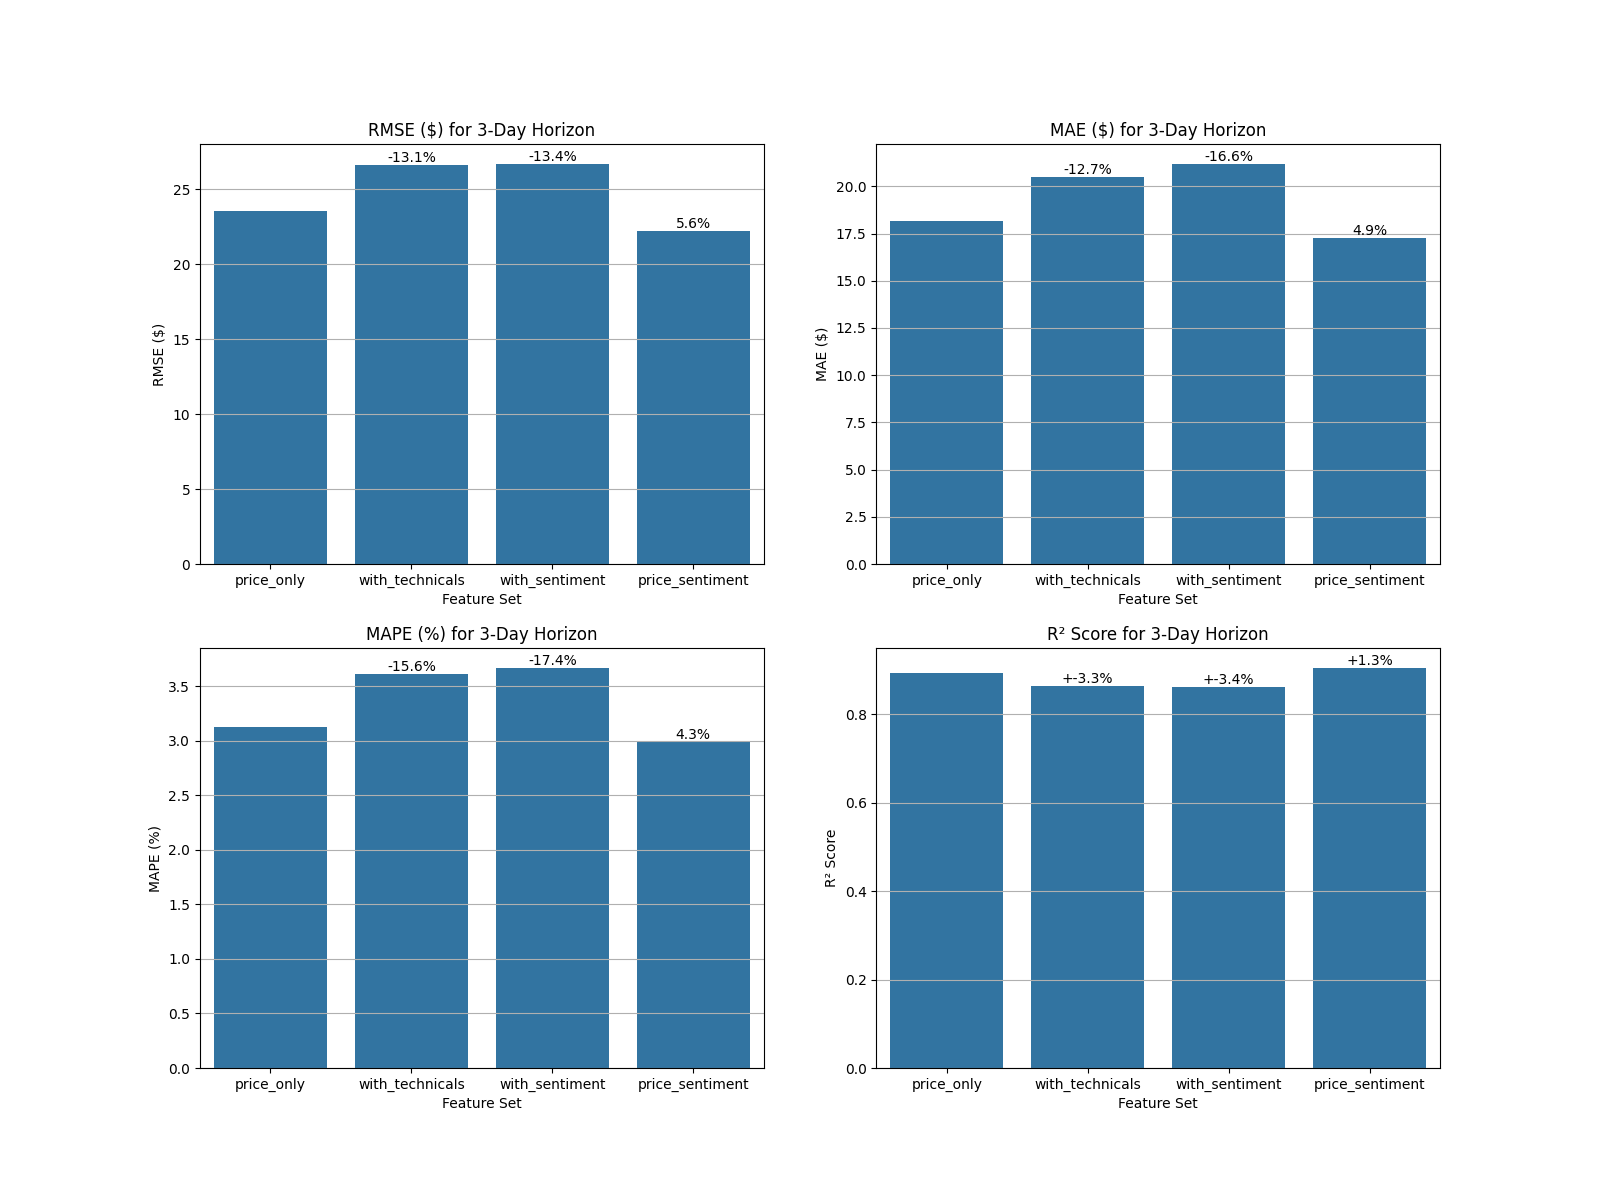 RMSE ($) for 3-Day Horizon
-13.1%
-13.4%
5.6%
25
20
15
10
5
0
RMSE ($)
price_only
with_technicals
with_sentiment
price_sentiment
Feature Set
MAE ($) for 3-Day Horizon
-12.7%
-16.6%
4.9%
20.0
17.5
15.0
12.5
10.0
7.5
5.0
2.5
0.0
MAE ($)
price_only
with_technicals
with_sentiment
price_sentiment
Feature Set
MAPE (%) for 3-Day Horizon
-15.6%
-17.4%
4.3%
3.5
3.0
2.5
2.0
1.5
1.0
0.5
0.0
MAPE (%)
price_only
with_technicals
with_sentiment
price_sentiment
Feature Set
R² Score for 3-Day Horizon
+-3.3%
+-3.4%
+1.3%
0.8
0.6
0.4
0.2
0.0
R² Score
price_only
with_technicals
with_sentiment
price_sentiment
Feature Set